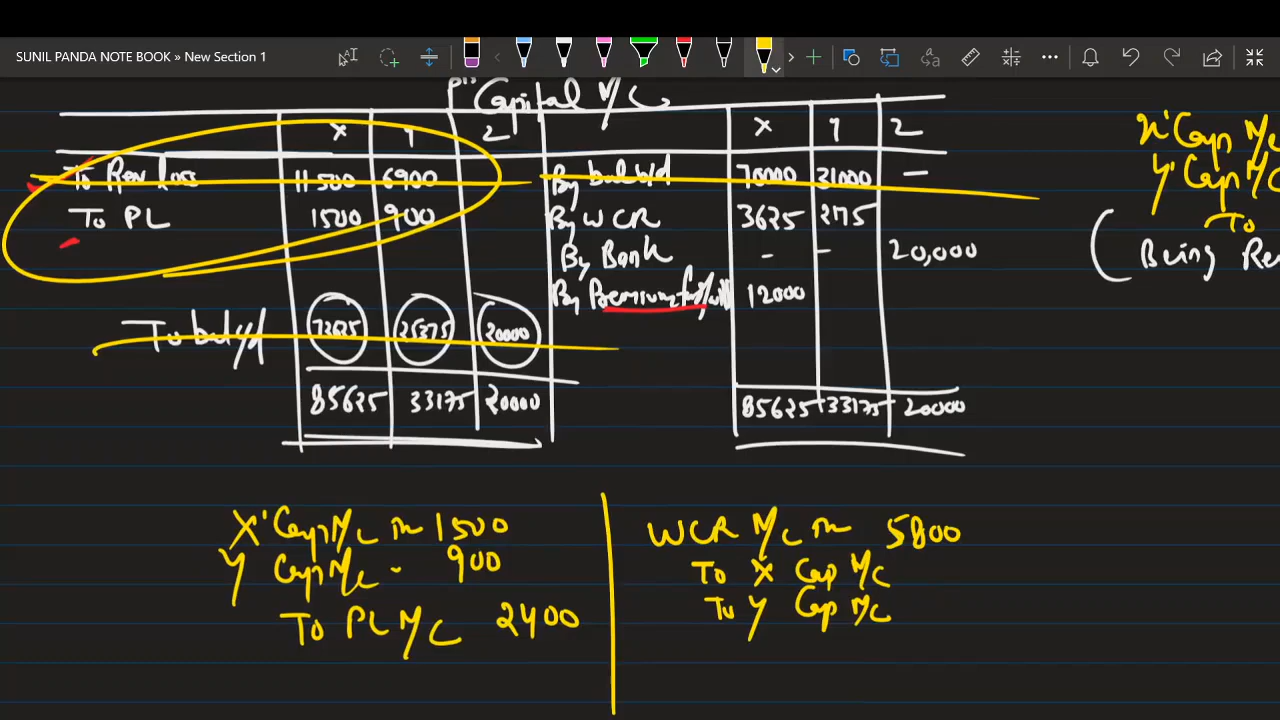 SUNIL PANDA NOTE BOOK » New Section 1
Capital A/C
X Y Z X Y Z
To Rev loss 11500 6900 By bal b/d 70000 31000 —
To PL 1500 900 By WCR 3625 2175
By Bank - - 20,000
By Premium for G/will 12000
To bal c/d 72625 25375 20000
85625 33175 20000 85625 33175 20000
X' Cap A/C
Y' Cap A/C
To
( Being Re
X' Cap A/C Dr 1500
Y Cap A/C - 900
To PL A/C 2400
WCR A/C Dr 5800
To X Cap A/C
To Y Cap A/C